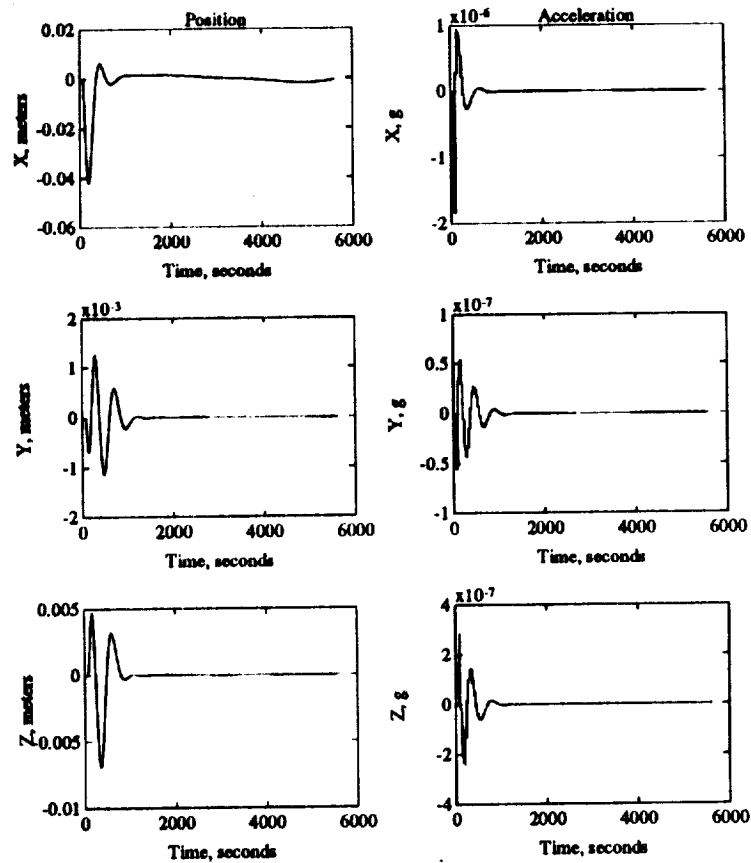 Position
0.02
0
-0.02
-0.04
-0.06
X, meters
0 2000 4000 6000
Time, seconds
Acceleration
x10-6
1
0
-1
-2
X, g
0 2000 4000 6000
Time, seconds
x10-3
2
1
0
-1
-2
Y, meters
0 2000 4000 6000
Time, seconds
x10-7
1
0.5
0
-0.5
-1
Y, g
0 2000 4000 6000
Time, seconds
0.005
0
-0.005
-0.01
Z, meters
0 2000 4000 6000
Time, seconds
x10-7
4
2
0
-2
-4
Z, g
0 2000 4000 6000
Time, seconds